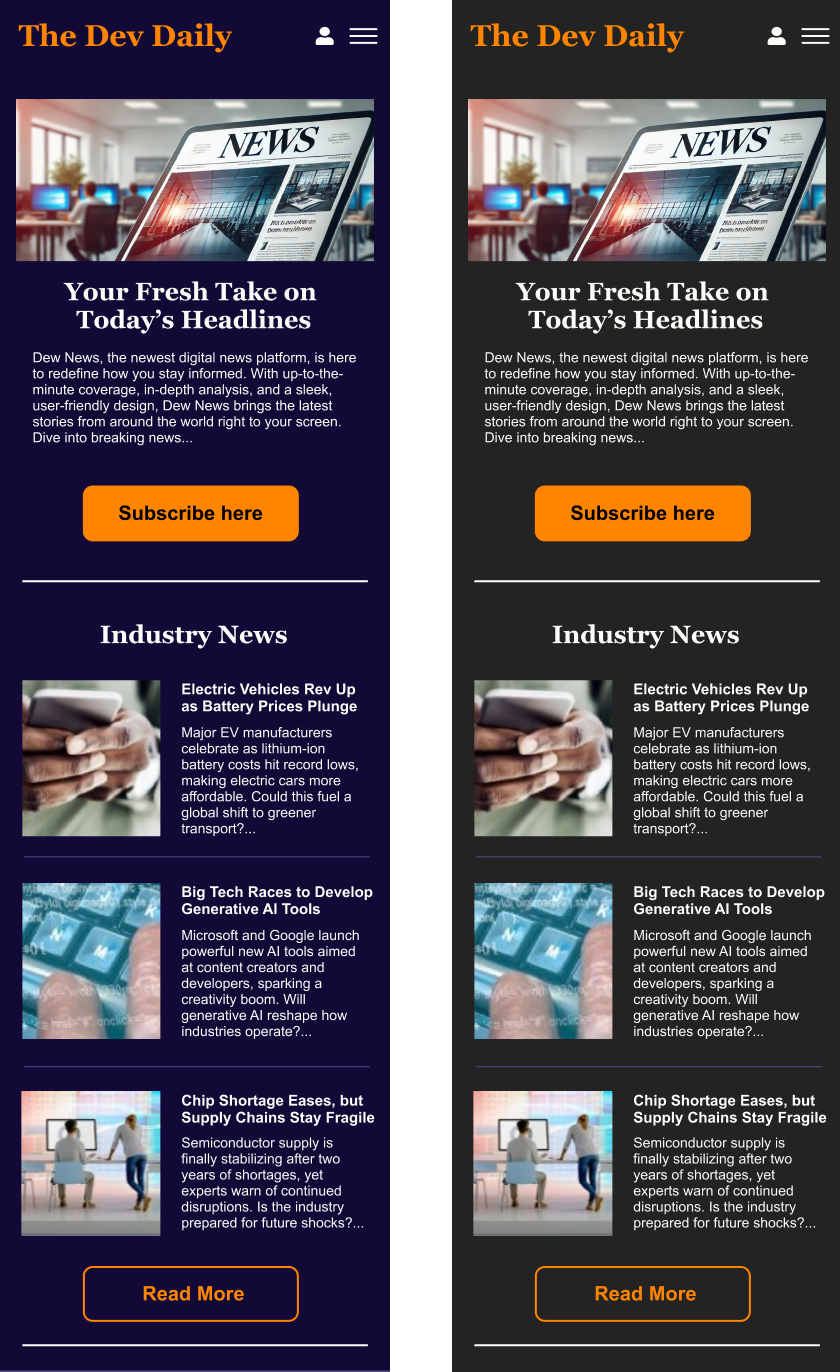 The Dev Daily
NEWS
Your Fresh Take on
Today’s Headlines
Dew News, the newest digital news platform, is here
to redefine how you stay informed. With up-to-the-
minute coverage, in-depth analysis, and a sleek,
user-friendly design, Dew News brings the latest
stories from around the world right to your screen.
Dive into breaking news...
Subscribe here
Industry News
Electric Vehicles Rev Up
as Battery Prices Plunge
Major EV manufacturers
celebrate as lithium-ion
battery costs hit record lows,
making electric cars more
affordable. Could this fuel a
global shift to greener
transport?...
Big Tech Races to Develop
Generative AI Tools
N
M
K
Microsoft and Google launch
powerful new AI tools aimed
at content creators and
developers, sparking a
creativity boom. Will
generative AI reshape how
industries operate?...
Chip Shortage Eases, but
Supply Chains Stay Fragile
Semiconductor supply is
finally stabilizing after two
years of shortages, yet
experts warn of continued
disruptions. Is the industry
prepared for future shocks?...
Read More
The Dev Daily
NEWS
Your Fresh Take on
Today’s Headlines
Dew News, the newest digital news platform, is here
to redefine how you stay informed. With up-to-the-
minute coverage, in-depth analysis, and a sleek,
user-friendly design, Dew News brings the latest
stories from around the world right to your screen.
Dive into breaking news...
Subscribe here
Industry News
Electric Vehicles Rev Up
as Battery Prices Plunge
Major EV manufacturers
celebrate as lithium-ion
battery costs hit record lows,
making electric cars more
affordable. Could this fuel a
global shift to greener
transport?...
Big Tech Races to Develop
Generative AI Tools
N
M
K
Microsoft and Google launch
powerful new AI tools aimed
at content creators and
developers, sparking a
creativity boom. Will
generative AI reshape how
industries operate?...
Chip Shortage Eases, but
Supply Chains Stay Fragile
Semiconductor supply is
finally stabilizing after two
years of shortages, yet
experts warn of continued
disruptions. Is the industry
prepared for future shocks?...
Read More